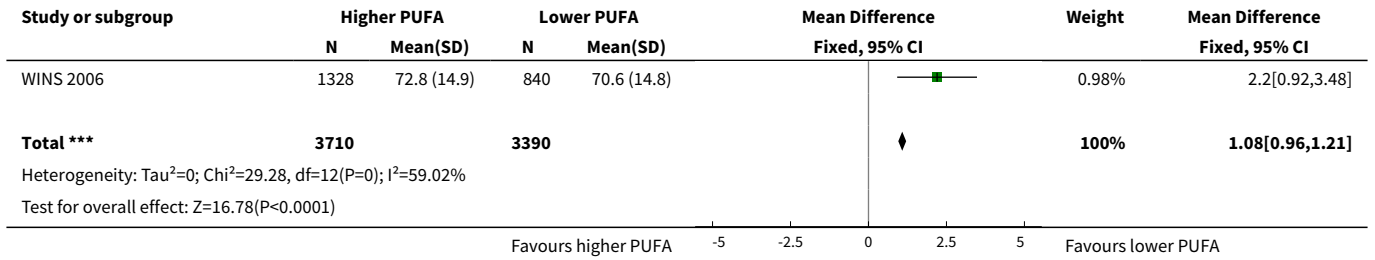 Study or subgroup Higher PUFA Lower PUFA Mean Difference Weight Mean Difference
N Mean(SD) N Mean(SD) Fixed, 95% CI Fixed, 95% CI
WINS 2006 1328 72.8 (14.9) 840 70.6 (14.8) 0.98% 2.2[0.92,3.48]
Total *** 3710 3390 100% 1.08[0.96,1.21]
Heterogeneity: Tau²=0; Chi²=29.28, df=12(P=0); I²=59.02%
Test for overall effect: Z=16.78(P<0.0001)
Favours higher PUFA -5 -2.5 0 2.5 5 Favours lower PUFA